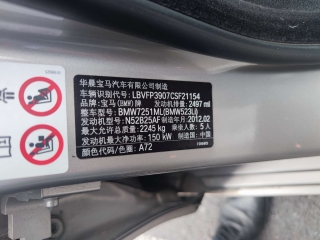 华晨宝马汽车有限公司制造
车辆识别代号: LBVFP3907CSF21154
品牌: 宝马(BMW)牌 发动机排量: 2497 ml
整车型号: BMW7251ML(BMW523Li)
发动机型号: N52B25AF 制造年月: 2012.02
最大允许总质量: 2245 kg 乘坐人数: 5 人
发动机最大净功率: 150 kW 制造国: 中国
颜色代码/色圈: A72